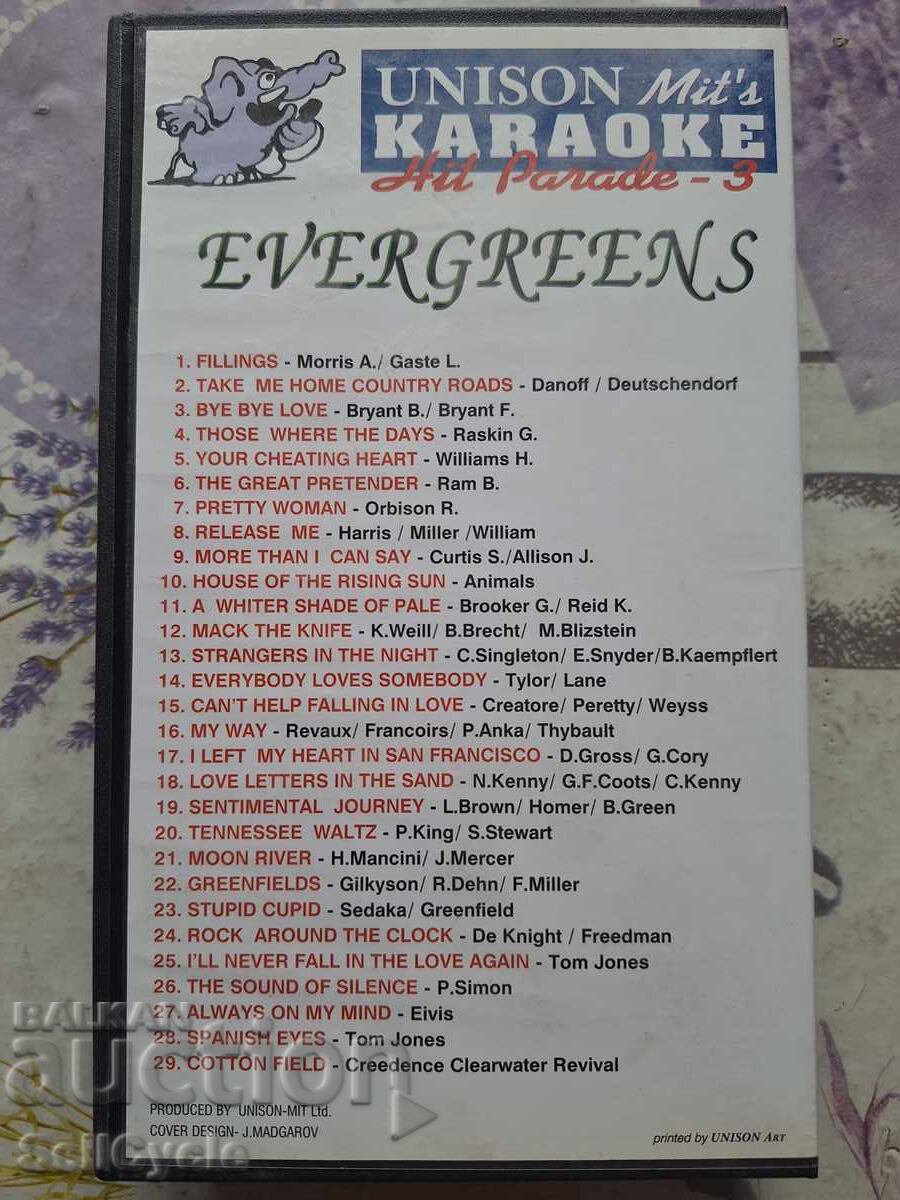 UNISON Mit's
KARAOKE
Hit Parade - 3
EVERGREENS
1. FILLINGS - Morris A./ Gaste L.
2. TAKE ME HOME COUNTRY ROADS - Danoff / Deutschendorf
3. BYE BYE LOVE - Bryant B./ Bryant F.
4. THOSE WHERE THE DAYS - Raskin G.
5. YOUR CHEATING HEART - Williams H.
6. THE GREAT PRETENDER - Ram B.
7. PRETTY WOMAN - Orbison R.
8. RELEASE ME - Harris / Miller /William
9. MORE THAN I CAN SAY - Curtis S./Allison J.
10. HOUSE OF THE RISING SUN - Animals
11. A WHITER SHADE OF PALE - Brooker G./ Reid K.
12. MACK THE KNIFE - K.Weill/ B.Brecht/ M.Blizstein
13. STRANGERS IN THE NIGHT - C.Singleton/ E.Snyder/B.Kaempflert
14. EVERYBODY LOVES SOMEBODY - Tylor/ Lane
15. CAN'T HELP FALLING IN LOVE - Creatore/ Peretty/ Weyss
16. MY WAY - Revaux/ Francoirs/ P.Anka/ Thybault
17. I LEFT MY HEART IN SAN FRANCISCO - D.Gross/ G.Cory
18. LOVE LETTERS IN THE SAND - N.Kenny/ G.F.Coots/ C.Kenny
19. SENTIMENTAL JOURNEY - L.Brown/ Homer/ B.Green
20. TENNESSEE WALTZ - P.King/ S.Stewart
21. MOON RIVER - H.Mancini/ J.Mercer
22. GREENFIELDS - Gilkyson/ R.Dehn/ F.Miller
23. STUPID CUPID - Sedaka/ Greenfield
24. ROCK AROUND THE CLOCK - De Knight / Freedman
25. I'LL NEVER FALL IN THE LOVE AGAIN - Tom Jones
26. THE SOUND OF SILENCE - P.Simon
27. ALWAYS ON MY MIND - Eivis
28. SPANISH EYES - Tom Jones
29. COTTON FIELD - Creedence Clearwater Revival
BALKAN
auction
PRODUCED BY UNISON-MIT Ltd.
COVER DESIGN- J.MADGAROV
printed by UNISON ART
SellCycle